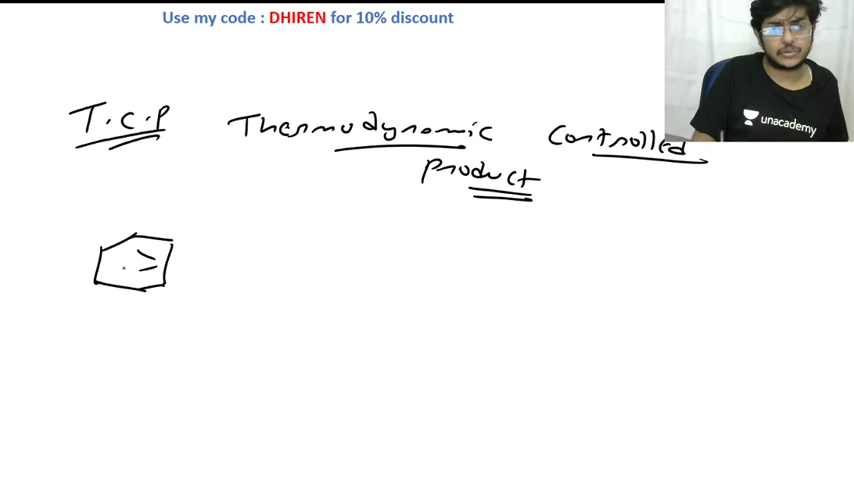 Use my code : DHIREN for 10% discount
unacademy
T.C.P Thermodynamic Controlled
product